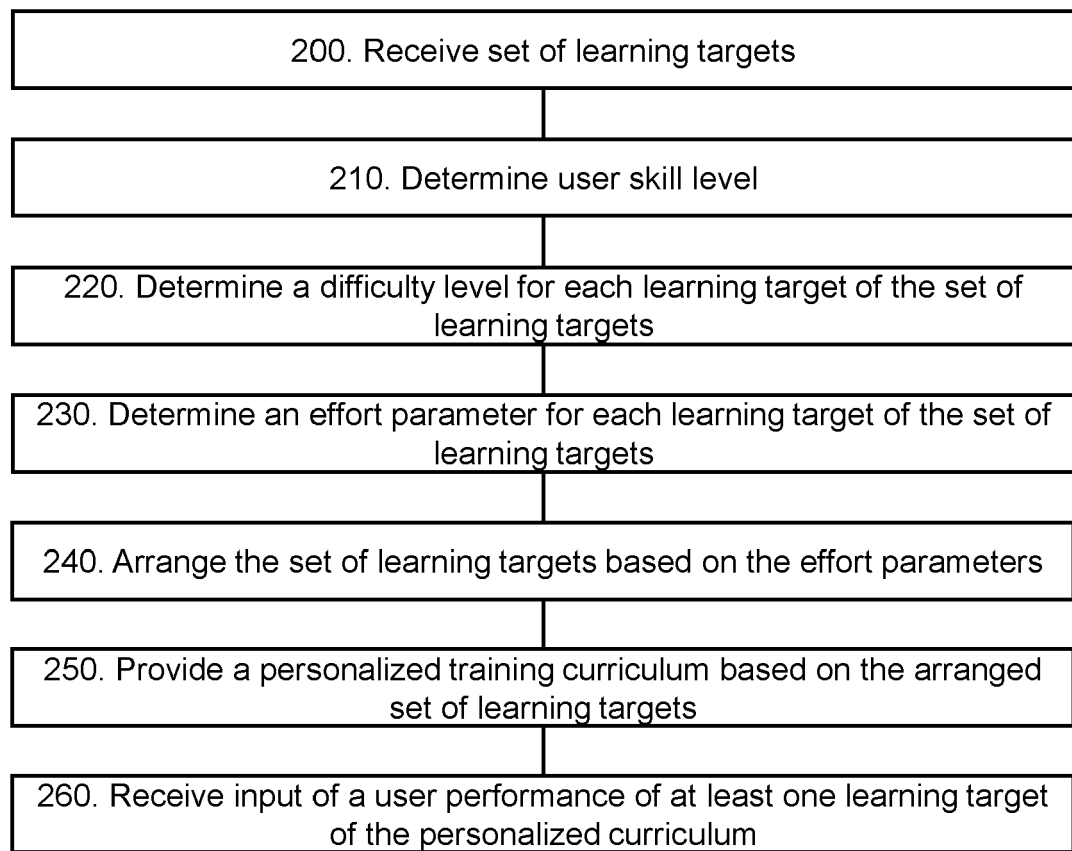 200. Receive set of learning targets
210. Determine user skill level
220. Determine a difficulty level for each learning target of the set of
learning targets
230. Determine an effort parameter for each learning target of the set of
learning targets
240. Arrange the set of learning targets based on the effort parameters
250. Provide a personalized training curriculum based on the arranged
set of learning targets
260. Receive input of a user performance of at least one learning target
of the personalized curriculum